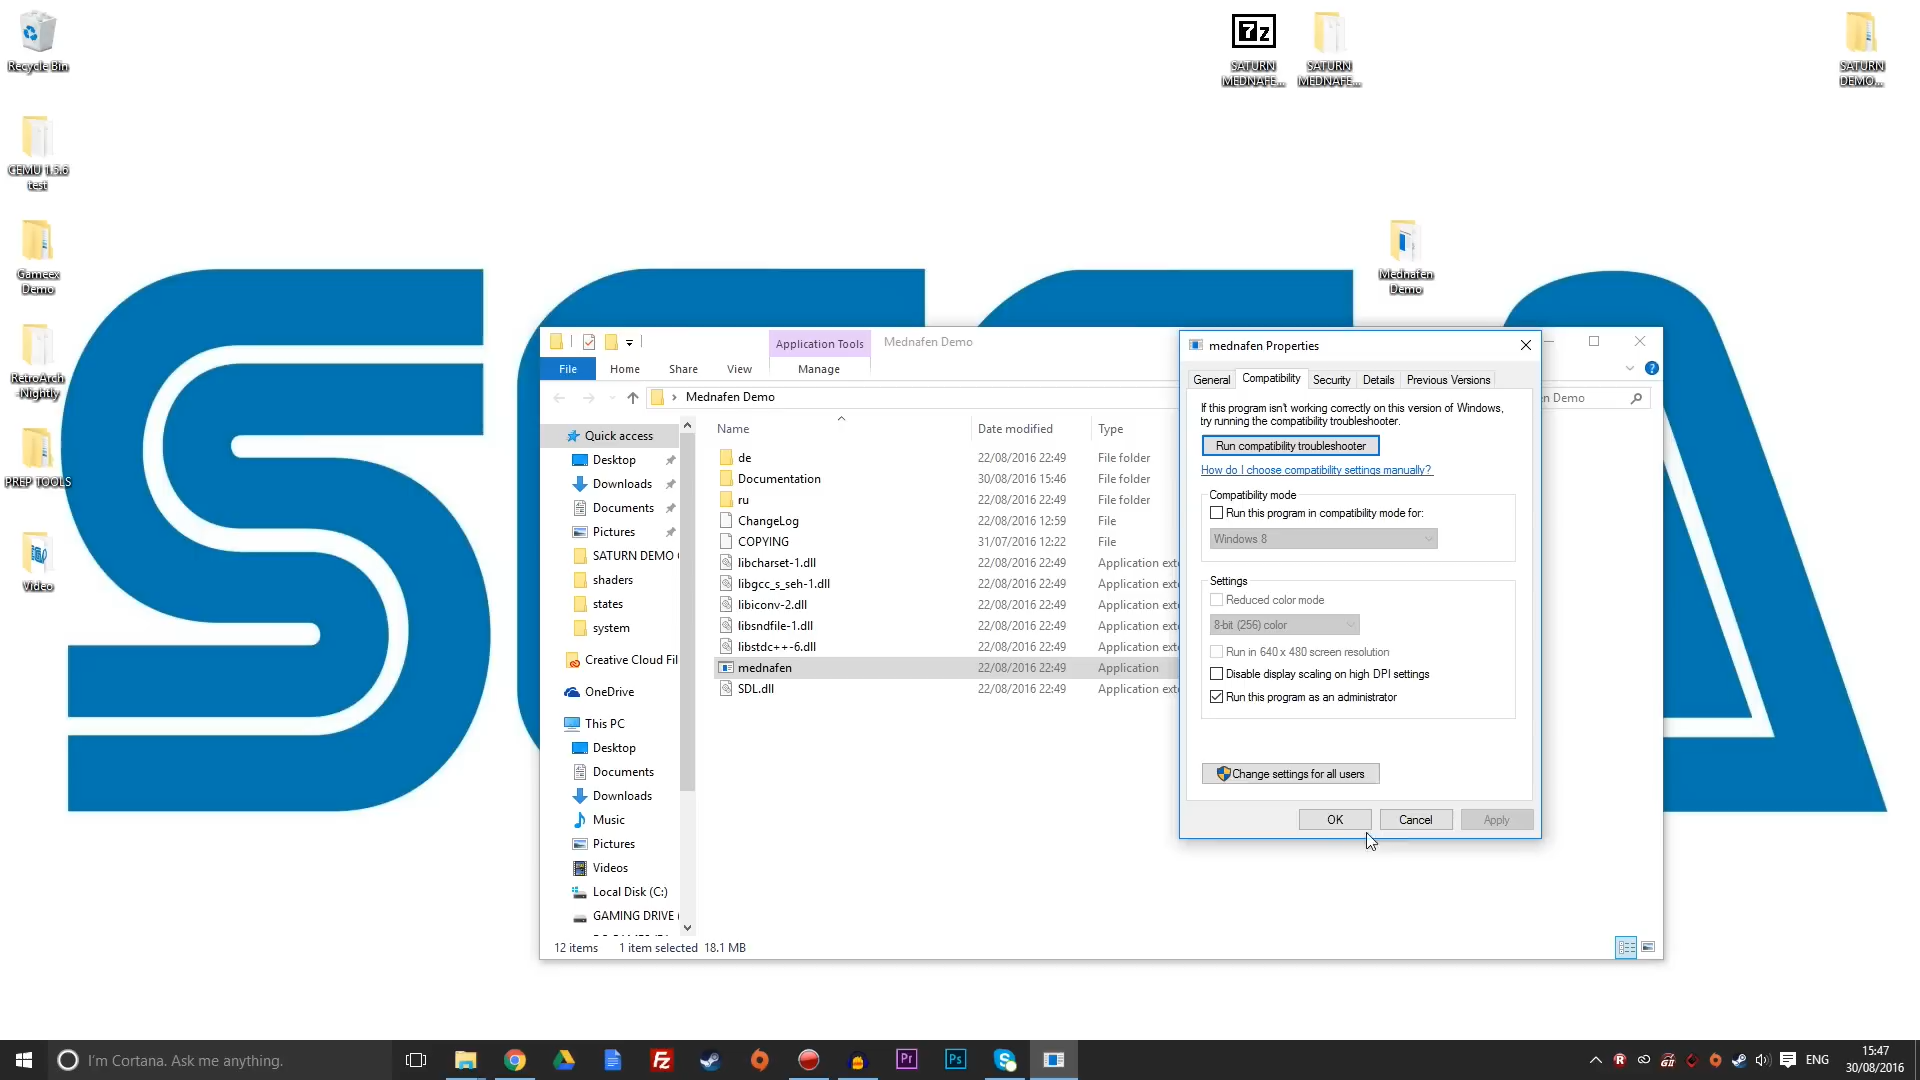 Recycle Bin
CEMU 1.5.6
test
Gameex
Demo
RetroArch
-Nightly
PREP TOOLS
Video
7z
SATURN
MEDNAFE...
SATURN
MEDNAFE...
SATURN
DEMO...
Mednafen
Demo
Application Tools
Mednafen Demo
File
Home
Share
View
Manage
Mednafen Demo
n Demo
Quick access
Desktop
Downloads
Documents
Pictures
SATURN DEMO
shaders
states
system
Creative Cloud Fil
OneDrive
This PC
Desktop
Documents
Downloads
Music
Pictures
Videos
Local Disk (C:)
GAMING DRIVE (
Name Date modified Type
de 22/08/2016 22:49 File folder
Documentation 30/08/2016 15:46 File folder
ru 22/08/2016 22:49 File folder
ChangeLog 22/08/2016 12:59 File
COPYING 31/07/2016 12:22 File
libcharset-1.dll 22/08/2016 22:49 Application exte
libgcc_s_seh-1.dll 22/08/2016 22:49 Application exte
libiconv-2.dll 22/08/2016 22:49 Application exte
libsndfile-1.dll 22/08/2016 22:49 Application exte
libstdc++-6.dll 22/08/2016 22:49 Application exte
mednafen 22/08/2016 22:49 Application
SDL.dll 22/08/2016 22:49 Application exte
12 items 1 item selected 18.1 MB
mednafen Properties
General Compatibility Security Details Previous Versions
If this program isn't working correctly on this version of Windows,
try running the compatibility troubleshooter.
Run compatibility troubleshooter
How do I choose compatibility settings manually?
Compatibility mode
Run this program in compatibility mode for:
Windows 8
Settings
Reduced color mode
8-bit (256) color
Run in 640 x 480 screen resolution
Disable display scaling on high DPI settings
Run this program as an administrator
Change settings for all users
OK Cancel Apply
I'm Cortana. Ask me anything.
Fz
Pr
Ps
ENG
15:47
30/08/2016